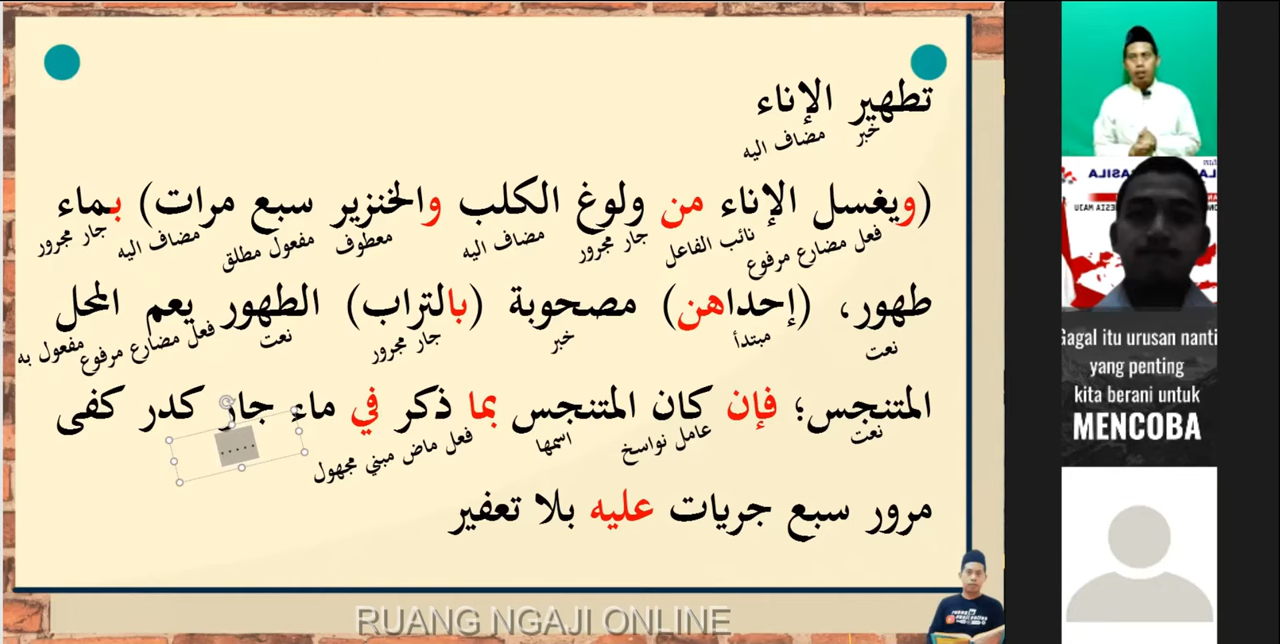 تطهير الإناء
خبر مضاف اليه
(ويغسل الإناء من ولوغ الكلب والخنزير سبع مرات) بماء
فعل مضارع مرفوع نائب الفاعل جار مجرور مضاف اليه معطوف مفعول مطلق مضاف اليه جار مجرور
طهور، (إحداهن) مصحوبة (بالتراب) الطهور يعم المحل
نعت مبتدأ خبر جار مجرور نعت فعل مضارع مرفوع مفعول به
المتنجس؛ فإن كان المتنجس بما ذكر في ماء جار كدر كفى
نعت عامل نواسخ اسمها فعل ماض مبني مجهول .....
مرور سبع جريات عليه بلا تعفير
RUANG NGAJI ONLINE
Gagal itu urusan nanti
yang penting
kita berani untuk
MENCOBA